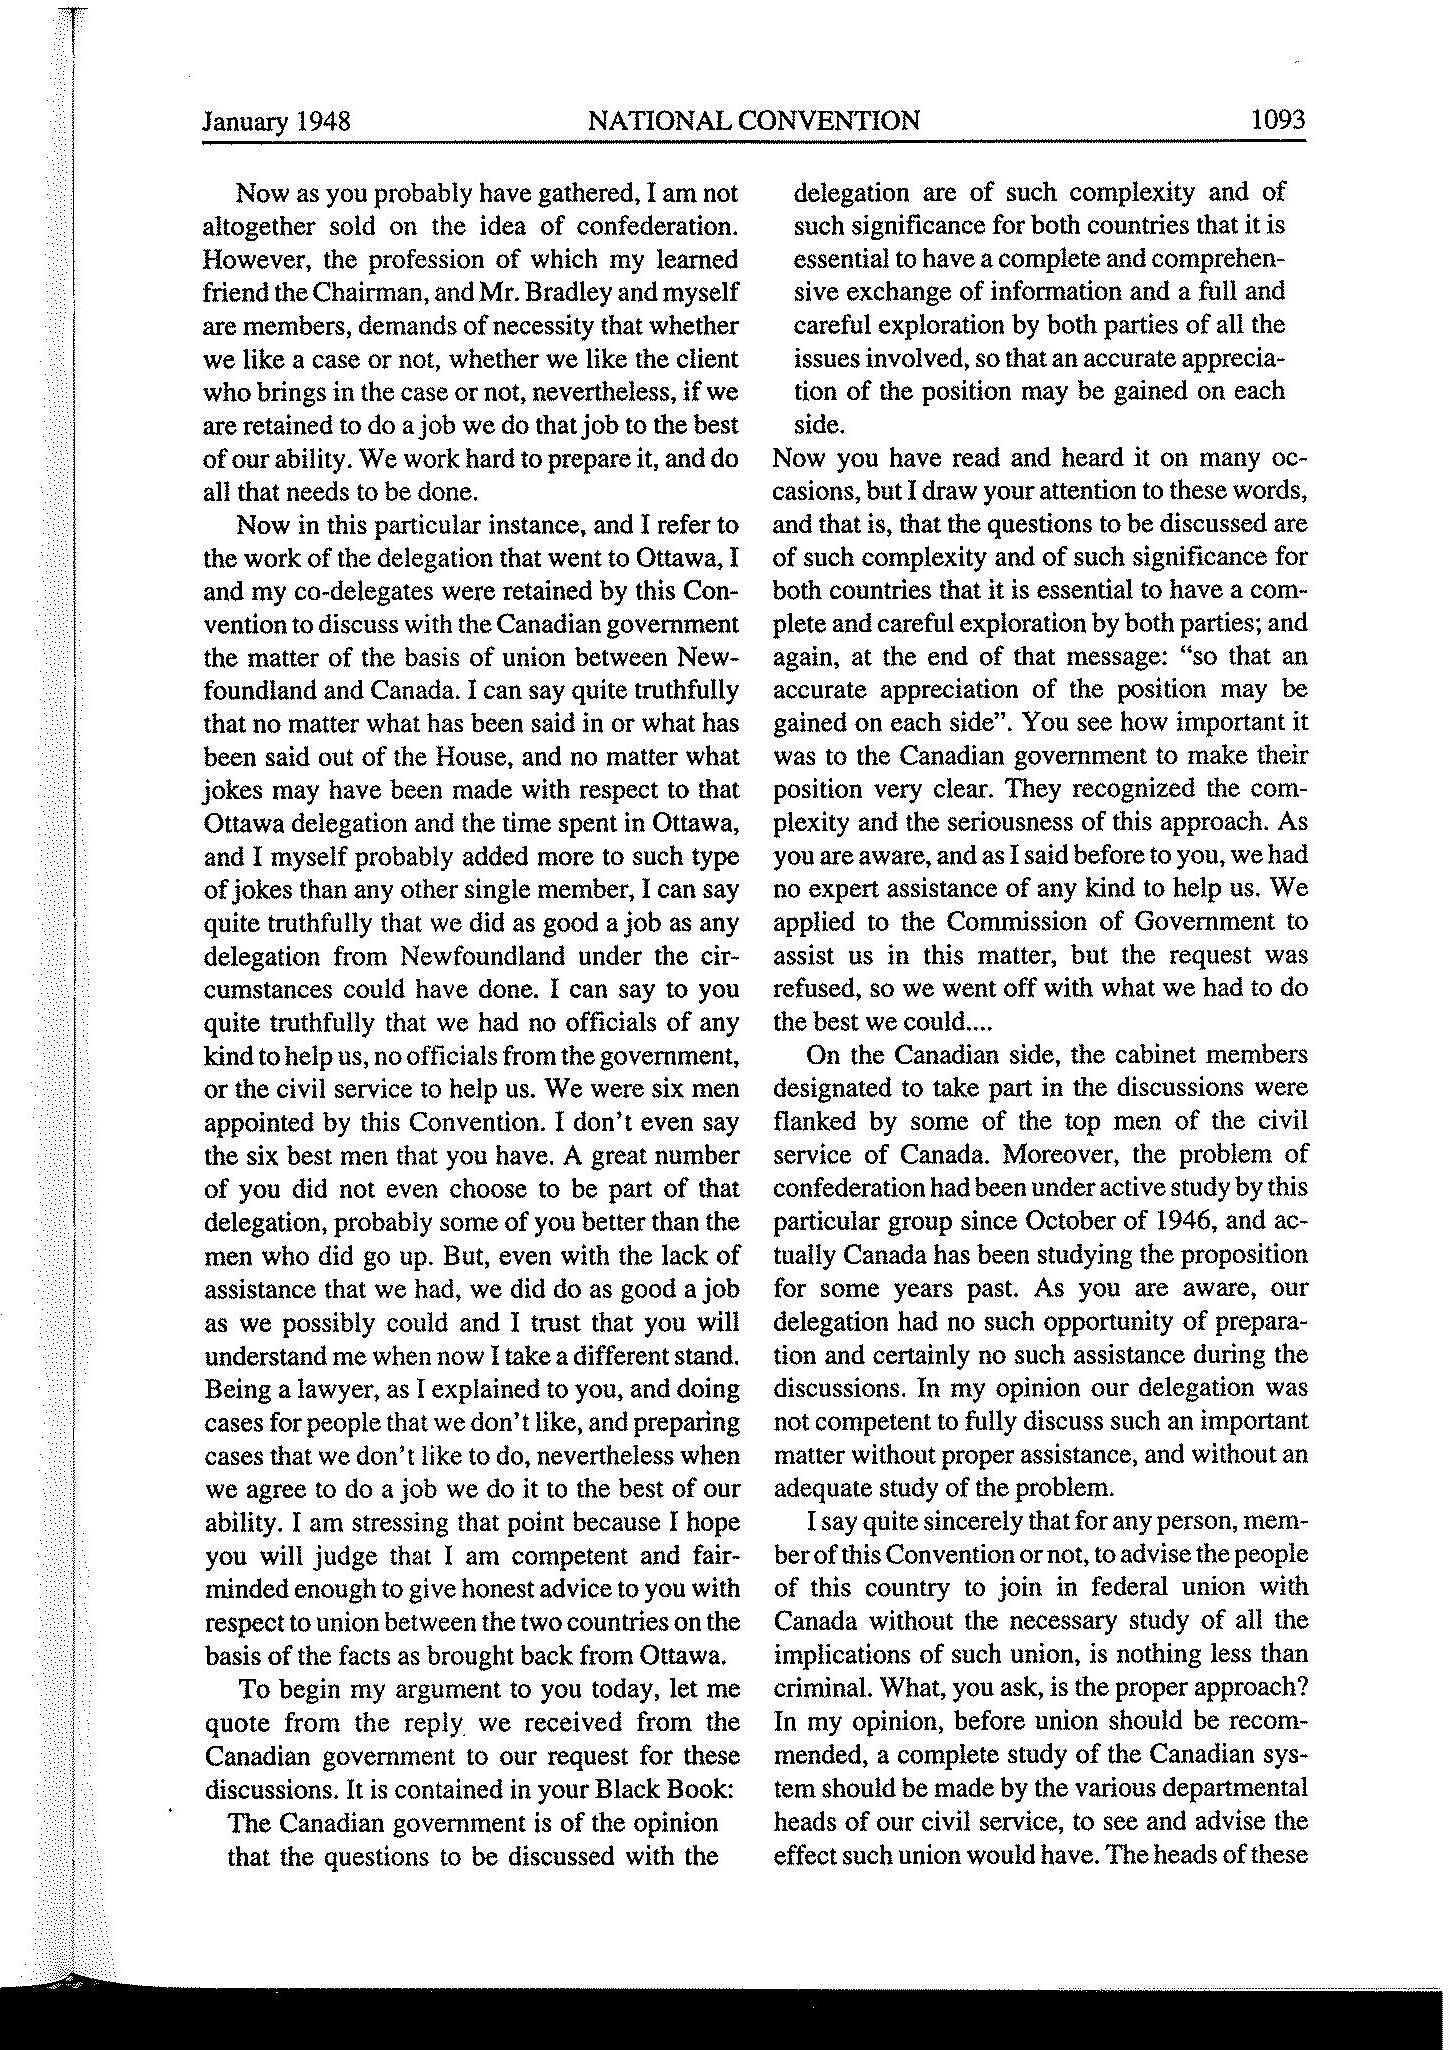 January 1948 NATIONAL CONVENTION 1093
Now as you probably have gathered, I am not
altogether sold on the idea of confederation.
However, the profession of which my learned
friend the Chairman, and Mr. Bradley and myself
are members, demands of necessity that whether
we like a case or not, whether we like the client
who brings in the case or not, nevertheless, if we
are retained to do a job we do that job to the best
of our ability. We work hard to prepare it, and do
all that needs to be done.
Now in this particular instance, and I refer to
the work of the delegation that went to Ottawa, I
and my co-delegates were retained by this Con-
vention to discuss with the Canadian government
the matter of the basis of union between New-
foundland and Canada. I can say quite truthfully
that no matter what has been said in or what has
been said out of the House, and no matter what
jokes may have been made with respect to that
Ottawa delegation and the time spent in Ottawa,
and I myself probably added more to such type
of jokes than any other single member, I can say
quite truthfully that we did as good a job as any
delegation from Newfoundland under the cir-
cumstances could have done. I can say to you
quite truthfully that we had no officials of any
kind to help us, no officials from the government,
or the civil service to help us. We were six men
appointed by this Convention. I don't even say
the six best men that you have. A great number
of you did not even choose to be part of that
delegation, probably some of you better than the
men who did go up. But, even with the lack of
assistance that we had, we did do as good a job
as we possibly could and I trust that you will
understand me when now I take a different stand.
Being a lawyer, as I explained to you, and doing
cases for people that we don't like, and preparing
cases that we don't like to do, nevertheless when
we agree to do a job we do it to the best of our
ability. I am stressing that point because I hope
you will judge that I am competent and fair-
minded enough to give honest advice to you with
respect to union between the two countries on the
basis of the facts as brought back from Ottawa.
To begin my argument to you today, let me
quote from the reply we received from the
Canadian government to our request for these
discussions. It is contained in your Black Book:
The Canadian government is of the opinion
that the questions to be discussed with the
delegation are of such complexity and of
such significance for both countries that it is
essential to have a complete and comprehen-
sive exchange of information and a full and
careful exploration by both parties of all the
issues involved, so that an accurate apprecia-
tion of the position may be gained on each
side.
Now you have read and heard it on many oc-
casions, but I draw your attention to these words,
and that is, that the questions to be discussed are
of such complexity and of such significance for
both countries that it is essential to have a com-
plete and careful exploration by both parties; and
again, at the end of that message: "so that an
accurate appreciation of the position may be
gained on each side". You see how important it
was to the Canadian government to make their
position very clear. They recognized the com-
plexity and the seriousness of this approach. As
you are aware, and as I said before to you, we had
no expert assistance of any kind to help us. We
applied to the Commission of Government to
assist us in this matter, but the request was
refused, so we went off with what we had to do
the best we could....
On the Canadian side, the cabinet members
designated to take part in the discussions were
flanked by some of the top men of the civil
service of Canada. Moreover, the problem of
confederation had been under active study by this
particular group since October of 1946, and ac-
tually Canada has been studying the proposition
for some years past. As you are aware, our
delegation had no such opportunity of prepara-
tion and certainly no such assistance during the
discussions. In my opinion our delegation was
not competent to fully discuss such an important
matter without proper assistance, and without an
adequate study of the problem.
I say quite sincerely that for any person, mem-
ber of this Convention or not, to advise the people
of this country to join in federal union with
Canada without the necessary study of all the
implications of such union, is nothing less than
criminal. What, you ask, is the proper approach?
In my opinion, before union should be recom-
mended, a complete study of the Canadian sys-
tem should be made by the various departmental
heads of our civil service, to see and advise the
effect such union would have. The heads of these